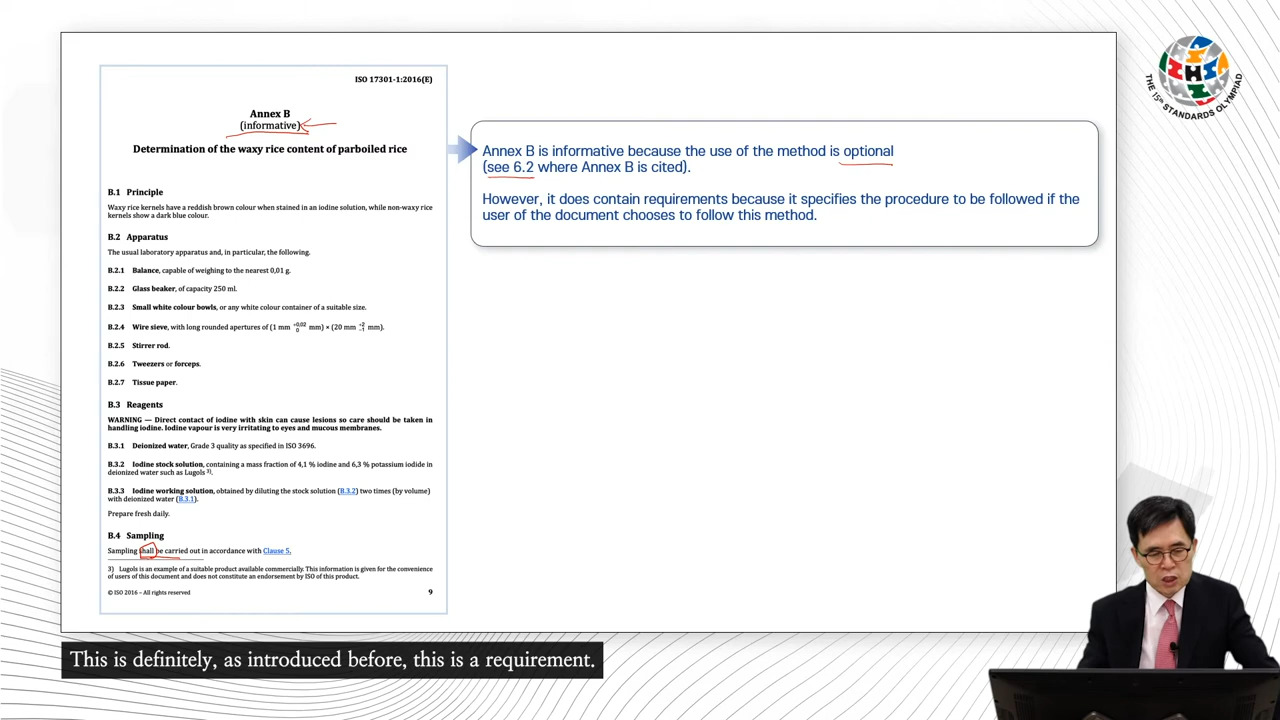 ISO 17301-1:2016(E)
Annex B
(informative)
Determination of the waxy rice content of parboiled rice
B.1 Principle
Waxy rice kernels have a reddish brown colour when stained in an iodine solution, while non-waxy rice
kernels show a dark blue colour.
B.2 Apparatus
The usual laboratory apparatus and, in particular, the following.
B.2.1 Balance, capable of weighing to the nearest 0,01 g.
B.2.2 Glass beaker, of capacity 250 ml.
B.2.3 Small white colour bowls, or any white colour container of a suitable size.
B.2.4 Wire sieve, with long rounded apertures of (1 mm +0,02 0 mm) × (20 mm +2 −1 mm).
B.2.5 Stirrer rod.
B.2.6 Tweezers or forceps.
B.2.7 Tissue paper.
B.3 Reagents
WARNING — Direct contact of iodine with skin can cause lesions so care should be taken in
handling iodine. Iodine vapour is very irritating to eyes and mucous membranes.
B.3.1 Deionized water, Grade 3 quality as specified in ISO 3696.
B.3.2 Iodine stock solution, containing a mass fraction of 4,1 % iodine and 6,3 % potassium iodide in
deionized water such as Lugols 3).
B.3.3 Iodine working solution, obtained by diluting the stock solution (B.3.2) two times (by volume)
with deionized water (B.3.1).
Prepare fresh daily.
B.4 Sampling
Sampling shall be carried out in accordance with Clause 5.
3) Lugols is an example of a suitable product available commercially. This information is given for the convenience
of users of this document and does not constitute an endorsement by ISO of this product.
© ISO 2016 – All rights reserved
9
Annex B is informative because the use of the method is optional
(see 6.2 where Annex B is cited).
However, it does contain requirements because it specifies the procedure to be followed if the
user of the document chooses to follow this method.
THE 15th STANDARDS OLYMPIAD
This is definitely, as introduced before, this is a requirement.